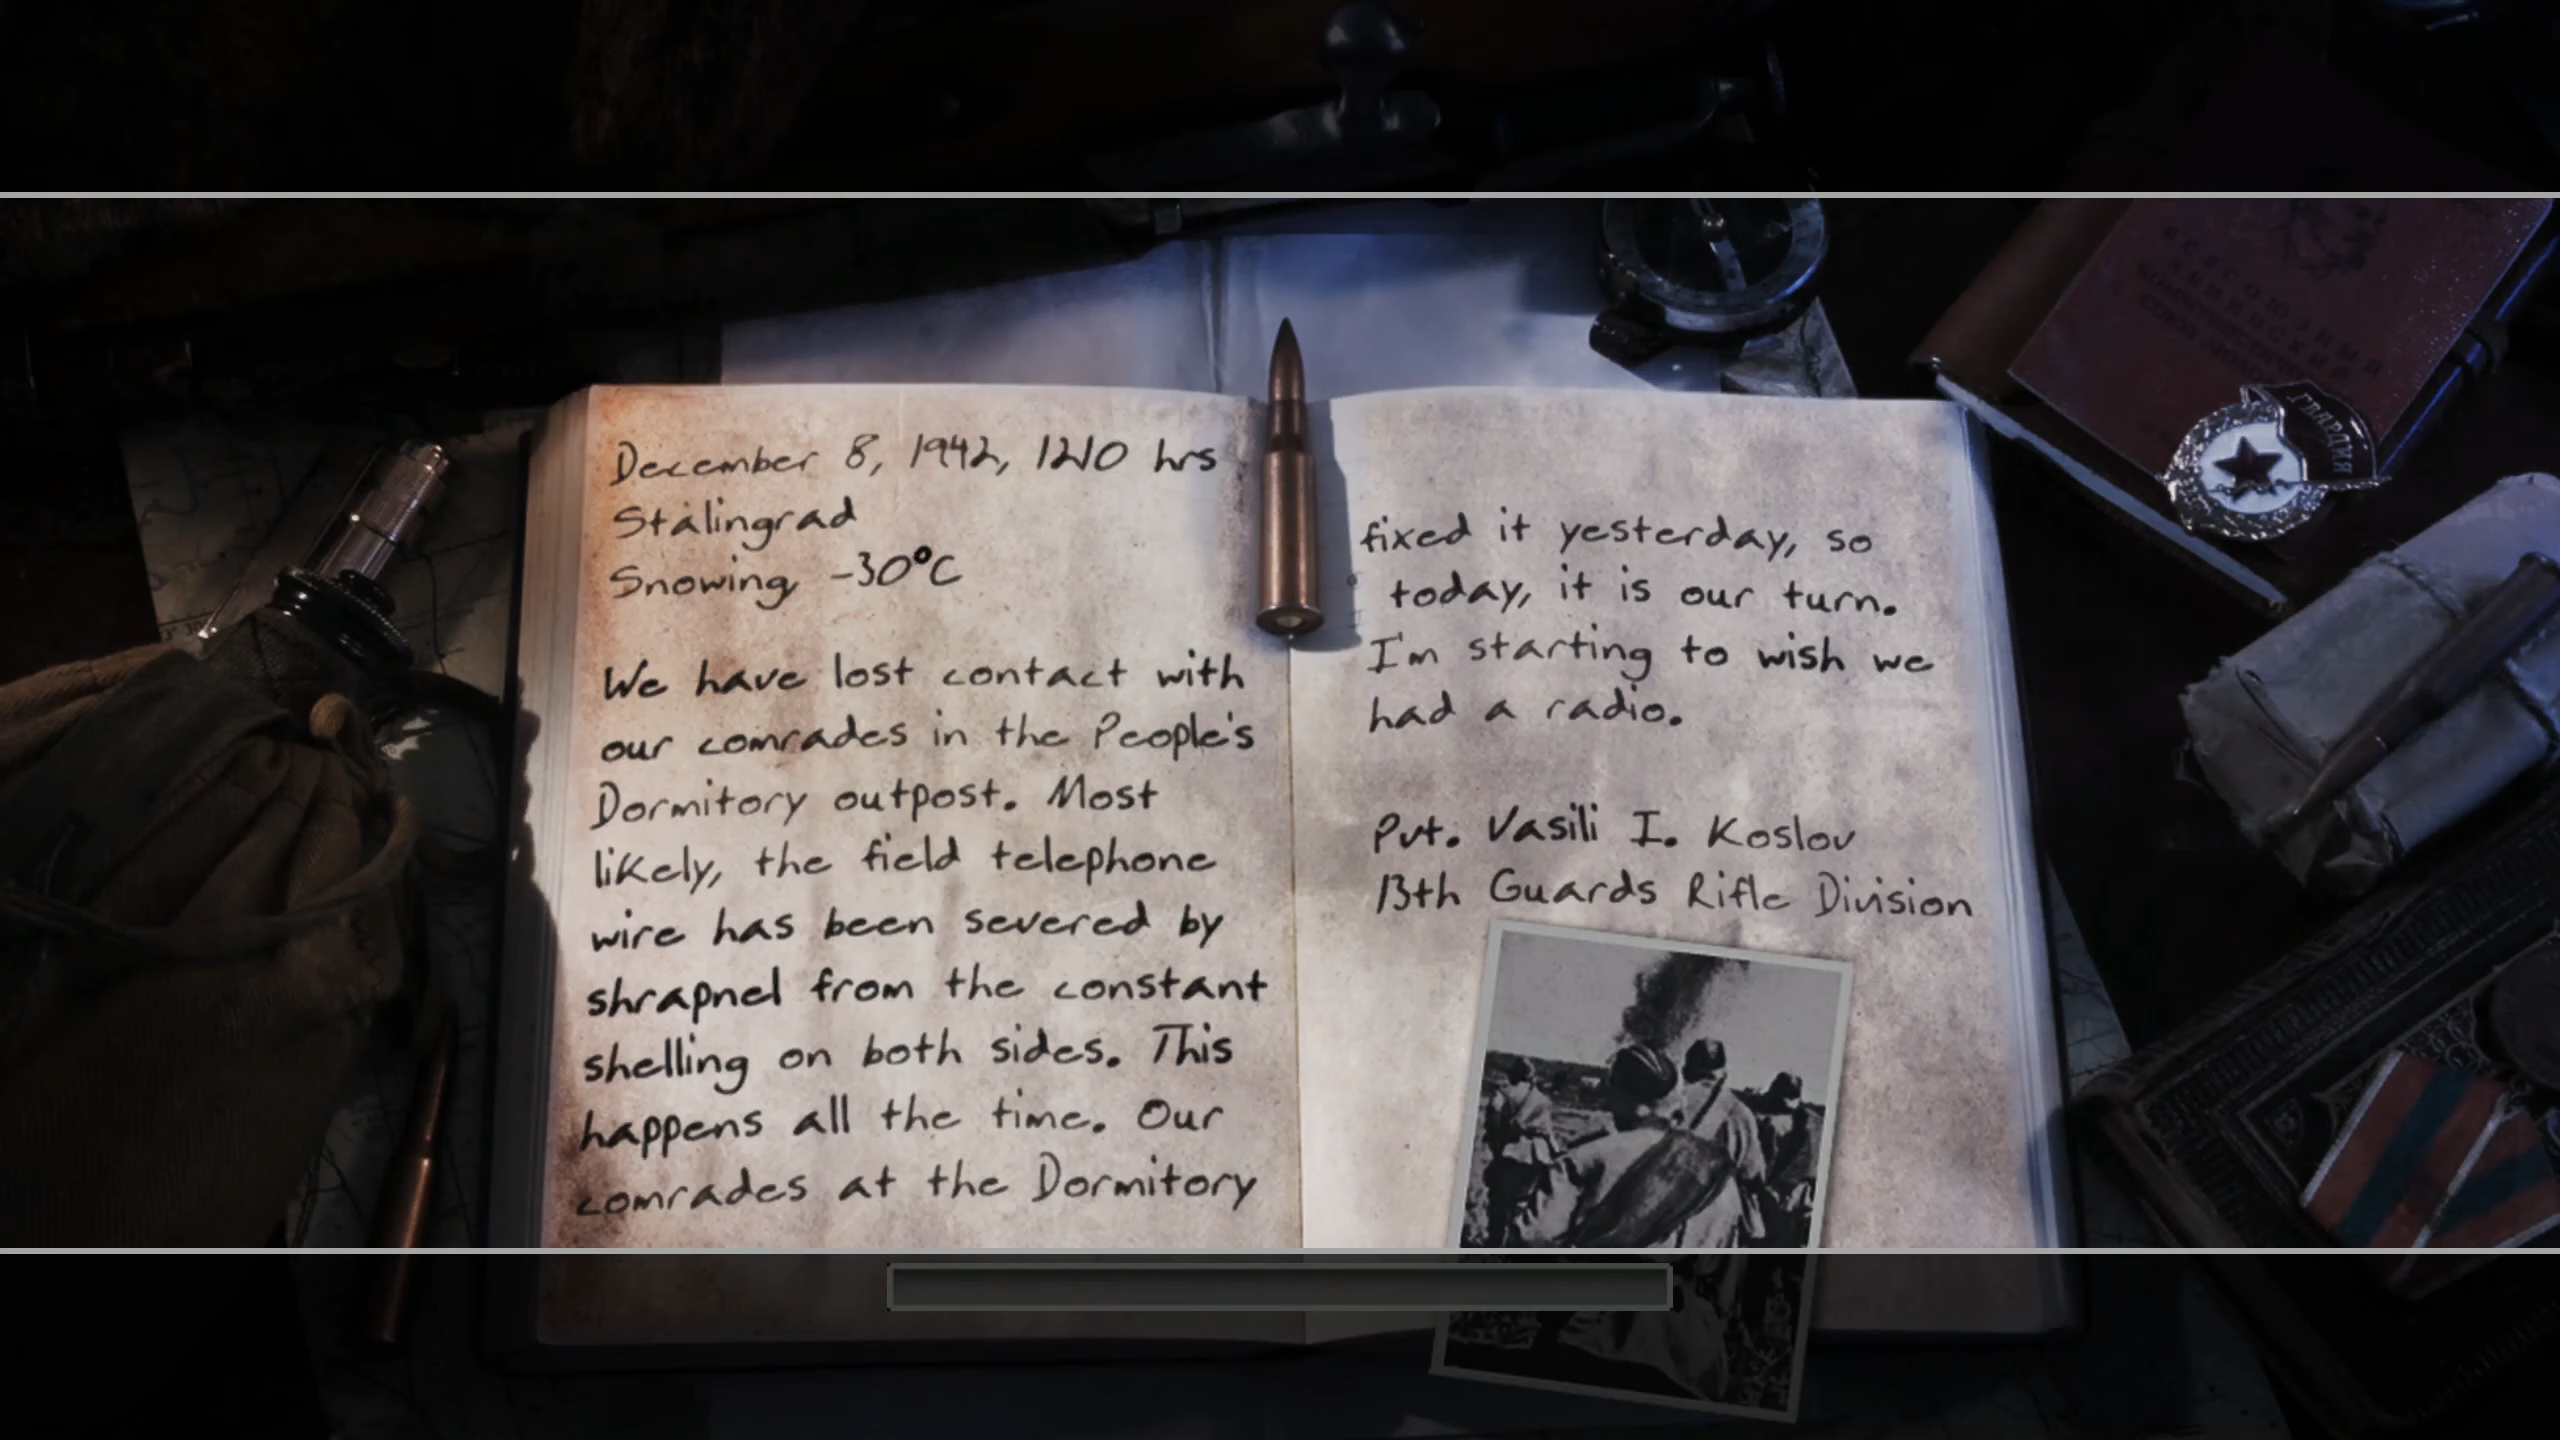 December 8, 1942, 1210 hrs
Stalingrad
Snowing, -30°C
We have lost contact with
our comrades in the People's
Dormitory outpost. Most
likely, the field telephone
wire has been severed by
shrapnel from the constant
shelling on both sides. This
happens all the time. Our
comrades at the Dormitory
fixed it yesterday, so
today, it is our turn.
I'm starting to wish we
had a radio.
Pvt. Vasili I. Koslov
13th Guards Rifle Division
ГВАРДИЯ